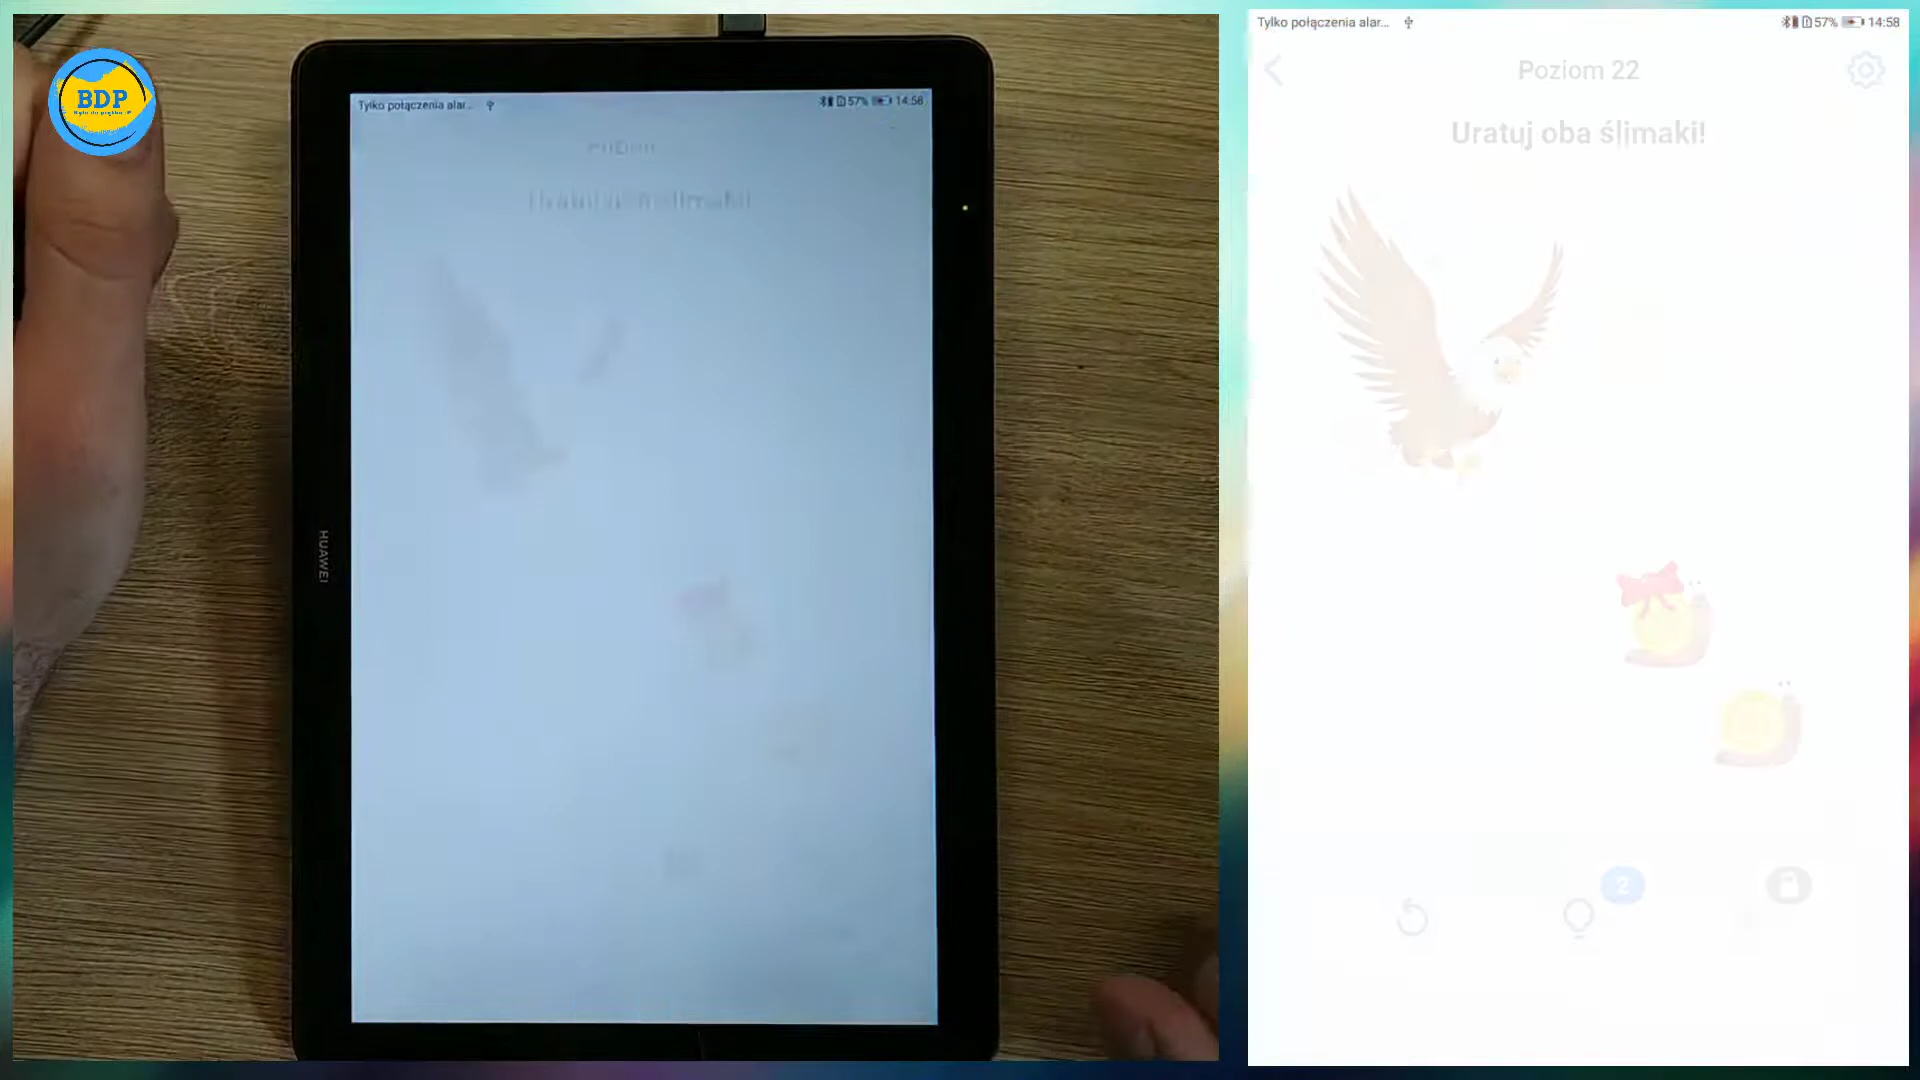 BDP
Tylko połączenia alar...
57% 14:58
HUAWEI
Tylko połączenia alar...
57% 14:58
Poziom 22
Uratuj oba ślimaki!
2